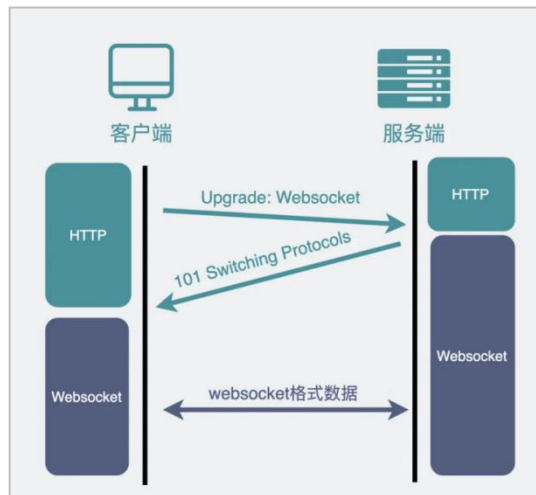 客户端
服务端
HTTP
Upgrade: Websocket
HTTP
101 Switching Protocols
Websocket
Websocket
websocket格式数据